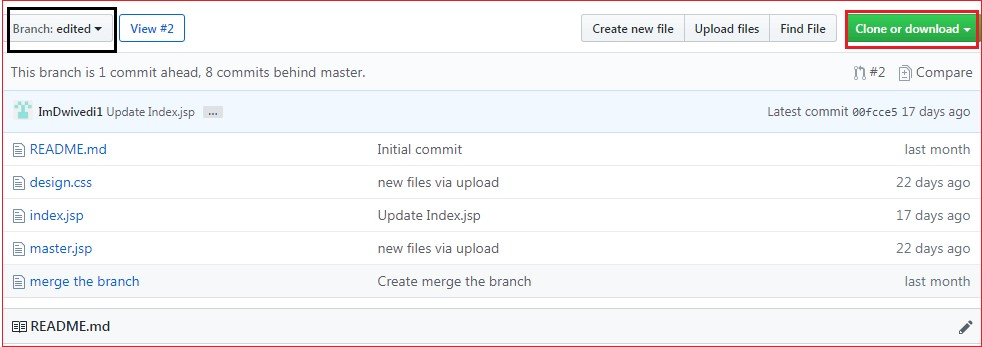 Branch: edited View #2 Create new file Upload files Find File Clone or download
This branch is 1 commit ahead, 8 commits behind master. #2 Compare
ImDwivedi1 Update Index.jsp ... Latest commit 00fcce5 17 days ago
README.md Initial commit last month
design.css new files via upload 22 days ago
index.jsp Update Index.jsp 17 days ago
master.jsp new files via upload 22 days ago
merge the branch Create merge the branch last month
README.md